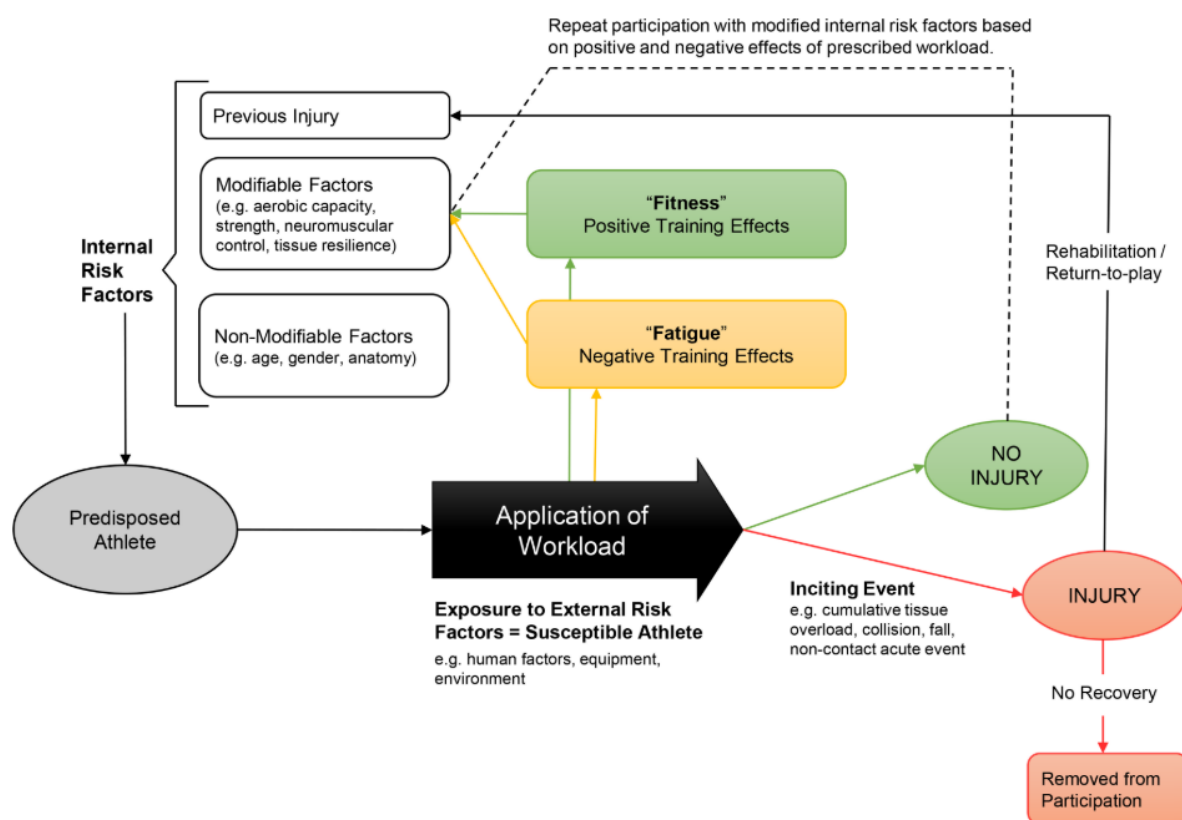 Repeat participation with modified internal risk factors based
on positive and negative effects of prescribed workload.
Previous Injury
Modifiable Factors
(e.g. aerobic capacity,
strength, neuromuscular
control, tissue resilience)
Internal
Risk
Factors
Non-Modifiable Factors
(e.g. age, gender, anatomy)
“Fitness”
Positive Training Effects
“Fatigue”
Negative Training Effects
Rehabilitation /
Return-to-play
Predisposed
Athlete
Application of
Workload
NO
INJURY
Exposure to External Risk
Factors = Susceptible Athlete
e.g. human factors, equipment,
environment
Inciting Event
e.g. cumulative tissue
overload, collision, fall,
non-contact acute event
INJURY
No Recovery
Removed from
Participation